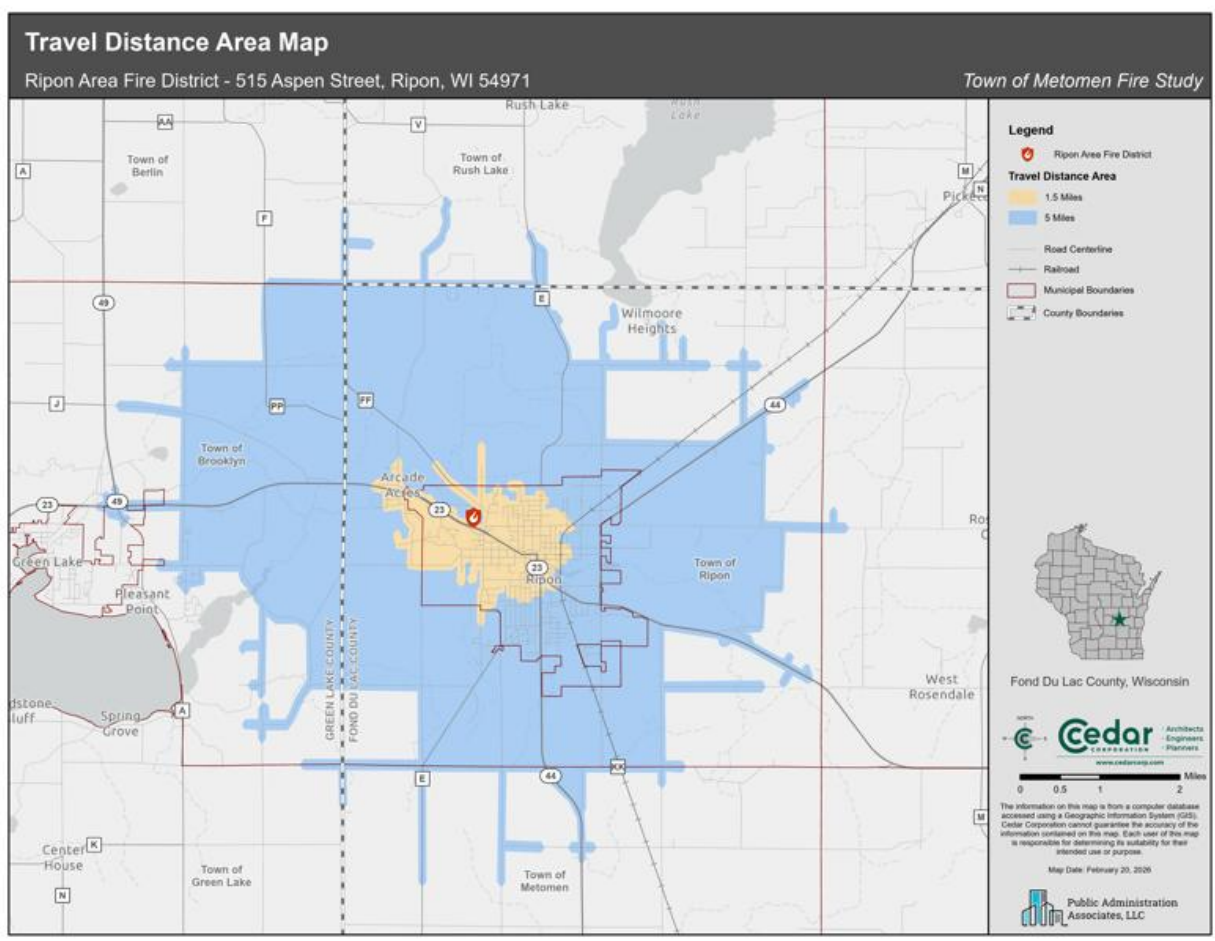 Travel Distance Area Map
Ripon Area Fire District - 515 Aspen Street, Ripon, WI 54971
Town of Metomen Fire Study
Rush Lake
Rush
Lake
AA
V
A
Town of
Berlin
Town of
Rush Lake
M
N
F
49
E
Wilmoore
Heights
J
PP
FF
44
Town of
Brooklyn
Arcade
Acres
23
49
23
Green Lake
23
Ripon
Town of
Ripon
Pleasant
Point
GREEN LAKE COUNTY
FOND DU LAC COUNTY
West
Rosendale
Spring
Grove
A
E
44
KK
M
Center
House
K
N
Town of
Green Lake
Town of
Metomen
Legend
Ripon Area Fire District
Travel Distance Area
1.5 Miles
5 Miles
Road Centerline
Railroad
Municipal Boundaries
County Boundaries
Fond Du Lac County, Wisconsin
NORTH
W
C
Cedar
CORPORATION
Architects
Engineers
Planners
www.cedarcorp.com
Miles
0 0.5 1 2
The information on this map is from a computer database
accessed using a Geographic Information System (GIS).
Cedar Corporation cannot guarantee the accuracy of the
information contained on this map. Each user of this map
is responsible for determining its suitability for their
intended use or purpose.
Map Date: February 20, 2026
Public Administration
Associates, LLC